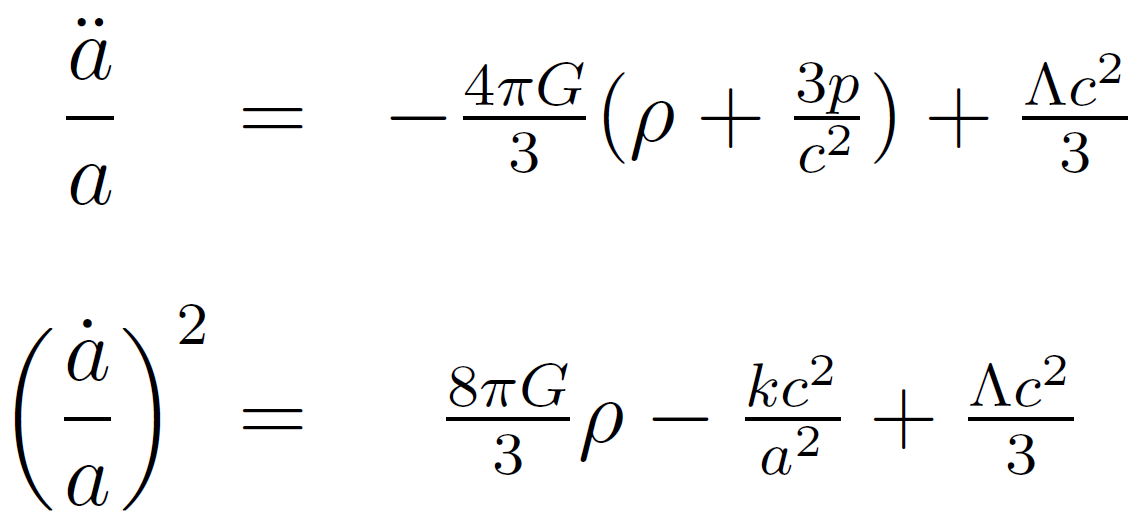 ä/a = −4πG/3(ρ + 3p/c²) + Λc²/3
(ȧ/a)² = 8πG/3 ρ − kc²/a² + Λc²/3